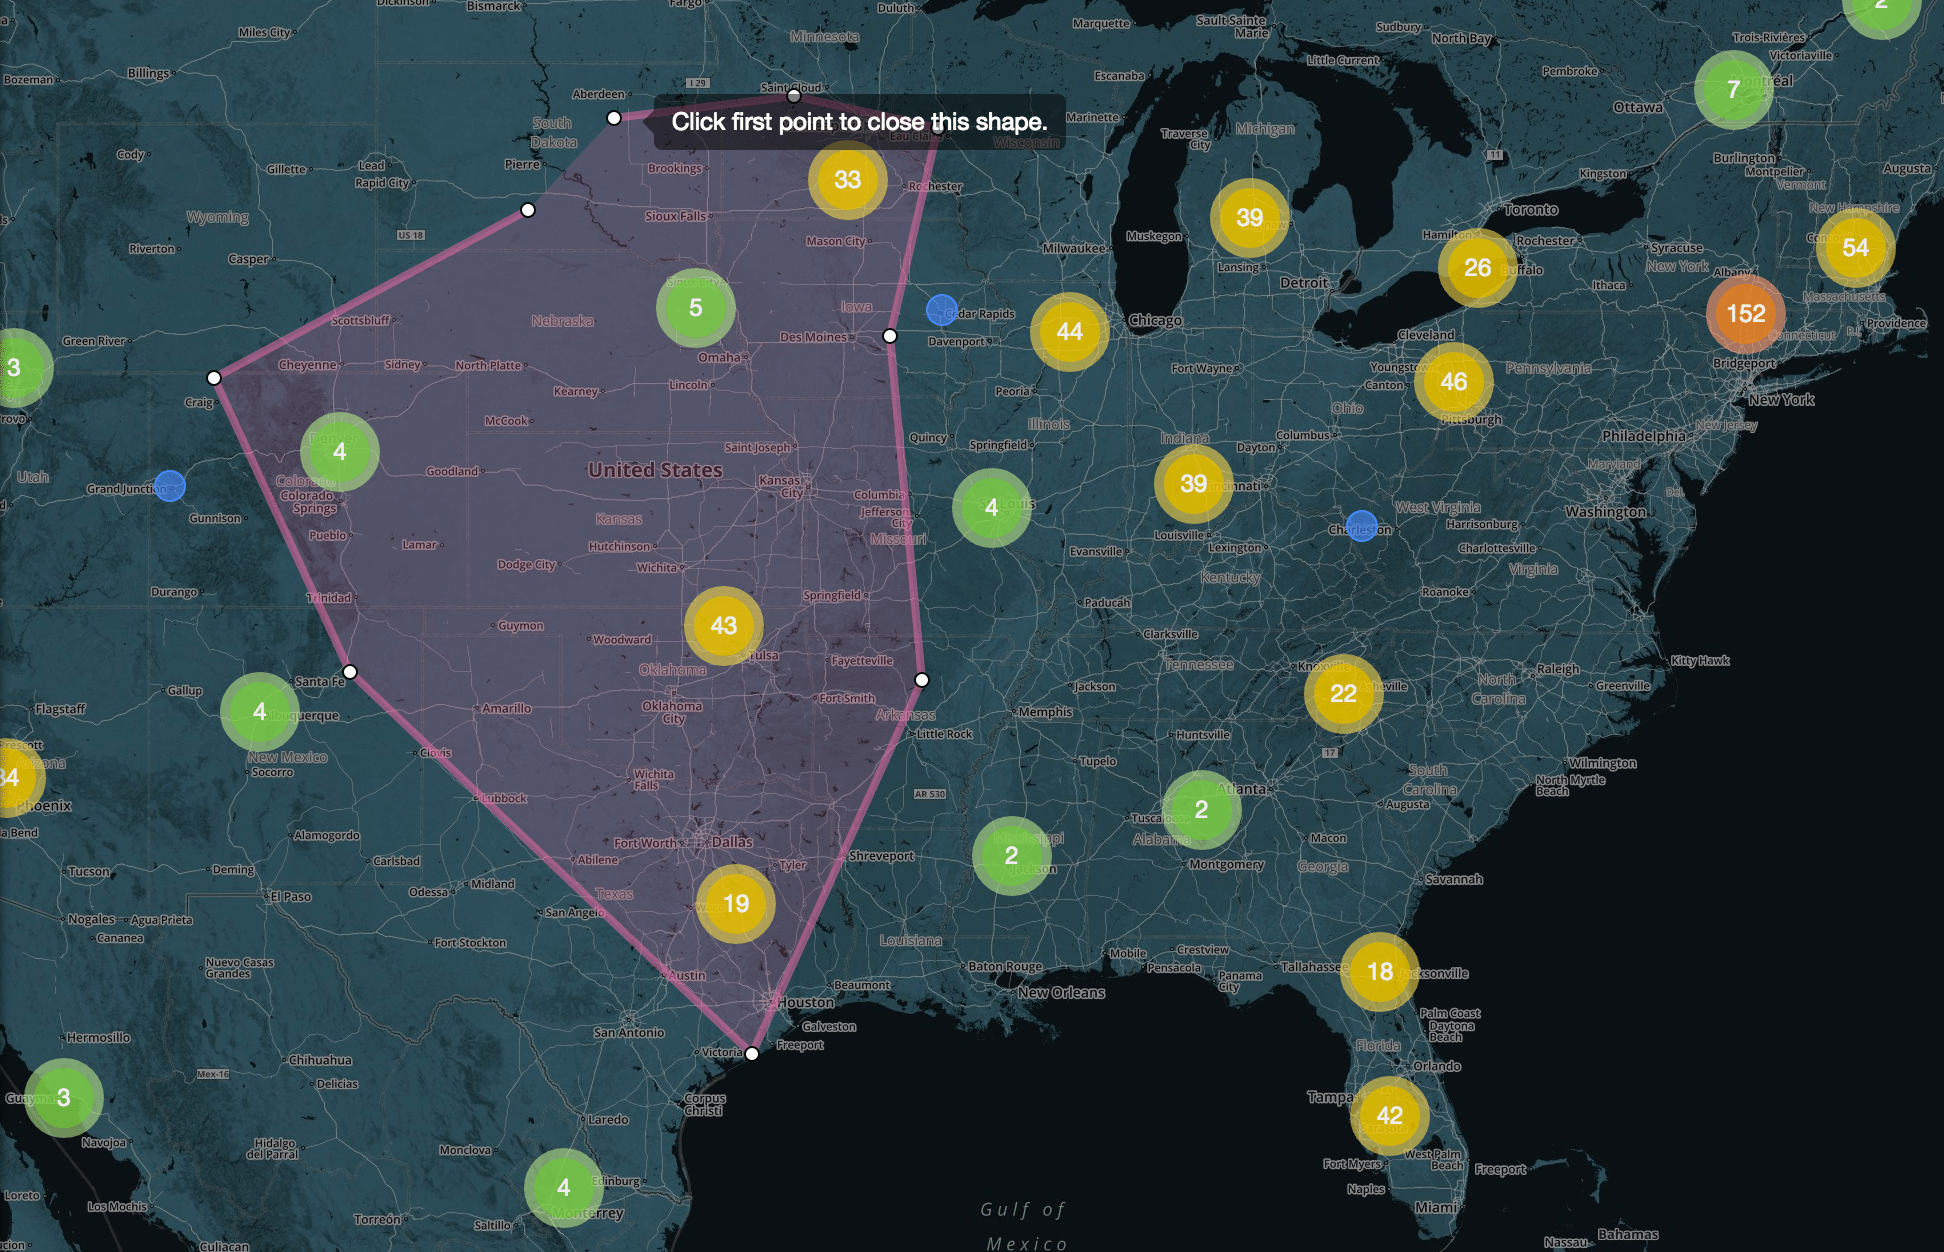 Dickinson
Bismarck
Fargo
Duluth
Marquette
Sault Sainte
Marie
Sudbury
North Bay
Trois-Rivières
2
Miles City
Minnesota
Little Current
Victoriaville
Bozeman
Billings
I 29
Escanaba
Pembroke
7
Montréal
Aberdeen
Saint Cloud
Ottawa
South
Dakota
Click first point to close this shape.
Marinette
Traverse
City
Michigan
Eau Claire
Wisconsin
Cody
Gillette
Lead
Rapid City
Pierre
Brookings
33
Rochester
11
Kingston
Burlington
Montpelier
Vermont
Augusta
Wyoming
Sioux Falls
39
Toronto
New Hampshire
US 18
Mason City
Muskegon
Milwaukee
Hamilton
Rochester
Syracuse
54
Riverton
Casper
Lansing
26
Buffalo
New York
Albany
Sioux City
Detroit
Ithaca
Massachusetts
5
Iowa
Cedar Rapids
152
Scottsbluff
Nebraska
44
Chicago
Providence
Green River
Des Moines
Davenport
Cleveland
Connecticut
R.I.
3
Cheyenne
Sidney
North Platte
Omaha
Fort Wayne
Youngstown
Canton
46
Pennsylvania
Bridgeport
Craig
Kearney
Lincoln
Peoria
Ohio
New York
McCook
Illinois
Pittsburgh
New Jersey
Denver
4
Saint Joseph
Quincy
Springfield
Indiana
Dayton
Columbus
Philadelphia
Utah
Goodland
United States
Maryland
Grand Junction
Colorado
Colorado
Springs
Kansas
City
Columbia
39
Cincinnati
Del.
Gunnison
Kansas
Jefferson
City
4
St Louis
West Virginia
Washington
Pueblo
Lamar
Hutchinson
Missouri
Evansville
Louisville
Lexington
Charleston
Harrisonburg
Charlottesville
Dodge City
Wichita
Kentucky
Virginia
Durango
Trinidad
Springfield
Paducah
Roanoke
Guymon
Woodward
43
Tulsa
Clarksville
Gallup
Santa Fe
Oklahoma
Fayetteville
Tennessee
Knoxville
Raleigh
Kitty Hawk
Flagstaff
4
Albuquerque
Amarillo
Oklahoma
City
Fort Smith
Arkansas
Jackson
22
Asheville
North
Carolina
Greenville
Memphis
Prescott
Arizona
New Mexico
Clovis
Little Rock
Huntsville
17
34
Socorro
Wichita
Falls
Tupelo
South
Carolina
Wilmington
Phoenix
Lubbock
AR 530
Atlanta
North Myrtle
Beach
Alamogordo
Fort Worth
Dallas
2
Augusta
Tuscaloosa
Alabama
Macon
Mississippi
2
Jackson
Tucson
Deming
Carlsbad
Abilene
Tyler
Shreveport
Montgomery
Georgia
Savannah
El Paso
Odessa
Midland
Texas
19
Nogales
Agua Prieta
San Angelo
Cananea
Fort Stockton
Louisiana
Mobile
Crestview
Nuevo Casas
Grandes
Austin
Baton Rouge
Pensacola
Panama
City
Tallahassee
18
Jacksonville
Beaumont
New Orleans
Houston
Palm Coast
Daytona
Beach
Hermosillo
San Antonio
Galveston
Victoria
Freeport
Florida
Chihuahua
Mex-16
Delicias
Orlando
3
Guaymas
Corpus
Christi
Tampa
42
Sarasota
Navojoa
Hidalgo
del Parral
Laredo
Monclova
West Palm
Beach
Fort Myers
Freeport
4
Edinburg
Naples
Loreto
Los Mochis
Torreón
Saltillo
Monterrey
Gulf of
Mexico
Miami
Culiacan
Nassau
Bahamas